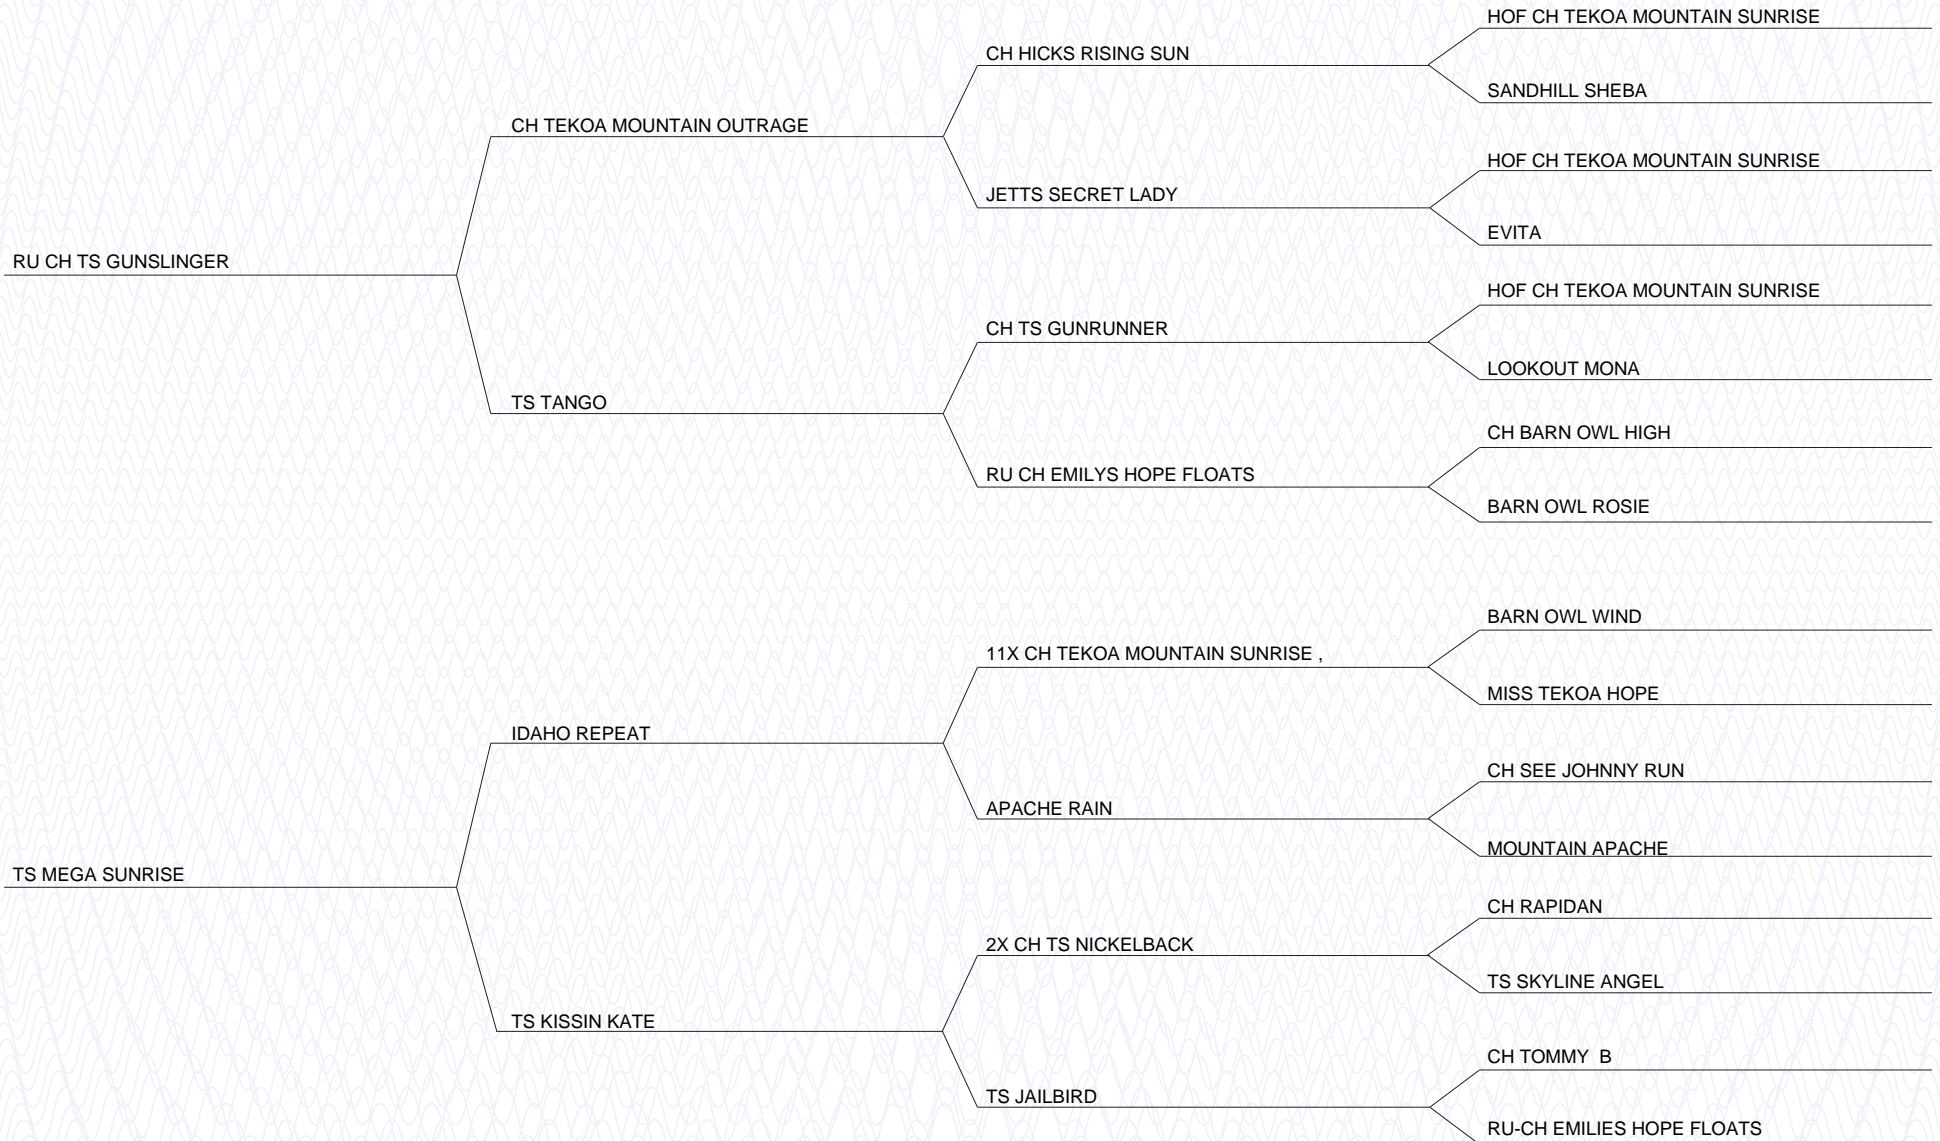 HOF CH TEKOA MOUNTAIN SUNRISE
CH HICKS RISING SUN
SANDHILL SHEBA
CH TEKOA MOUNTAIN OUTRAGE
HOF CH TEKOA MOUNTAIN SUNRISE
JETTS SECRET LADY
EVITA
RU CH TS GUNSLINGER
HOF CH TEKOA MOUNTAIN SUNRISE
CH TS GUNRUNNER
LOOKOUT MONA
TS TANGO
CH BARN OWL HIGH
RU CH EMILYS HOPE FLOATS
BARN OWL ROSIE
BARN OWL WIND
11X CH TEKOA MOUNTAIN SUNRISE ,
MISS TEKOA HOPE
IDAHO REPEAT
CH SEE JOHNNY RUN
APACHE RAIN
MOUNTAIN APACHE
TS MEGA SUNRISE
CH RAPIDAN
2X CH TS NICKELBACK
TS SKYLINE ANGEL
TS KISSIN KATE
CH TOMMY  B
TS JAILBIRD
RU-CH EMILIES HOPE FLOATS